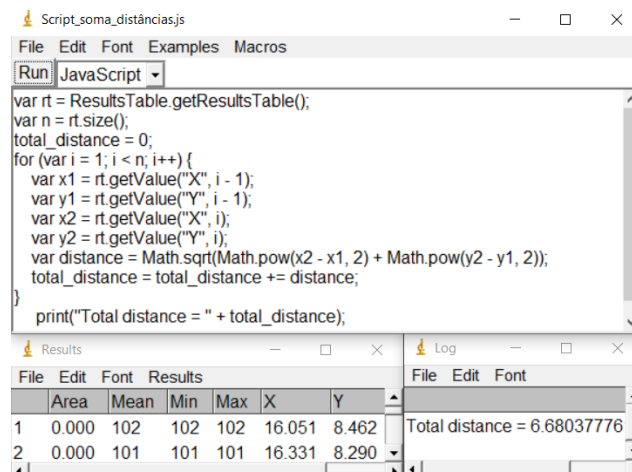 Script_soma_distâncias.js
File Edit Font Examples Macros
Run JavaScript
var rt = ResultsTable.getResultsTable();
var n = rt.size();
total_distance = 0;
for (var i = 1; i < n; i++) {
var x1 = rt.getValue("X", i - 1);
var y1 = rt.getValue("Y", i - 1);
var x2 = rt.getValue("X", i);
var y2 = rt.getValue("Y", i);
var distance = Math.sqrt(Math.pow(x2 - x1, 2) + Math.pow(y2 - y1, 2));
total_distance = total_distance += distance;
}
print("Total distance = " + total_distance);
Results
File Edit Font Results
Area Mean Min Max X Y
1 0.000 102 102 102 16.051 8.462
2 0.000 101 101 101 16.331 8.290
Log
File Edit Font
Total distance = 6.68037776